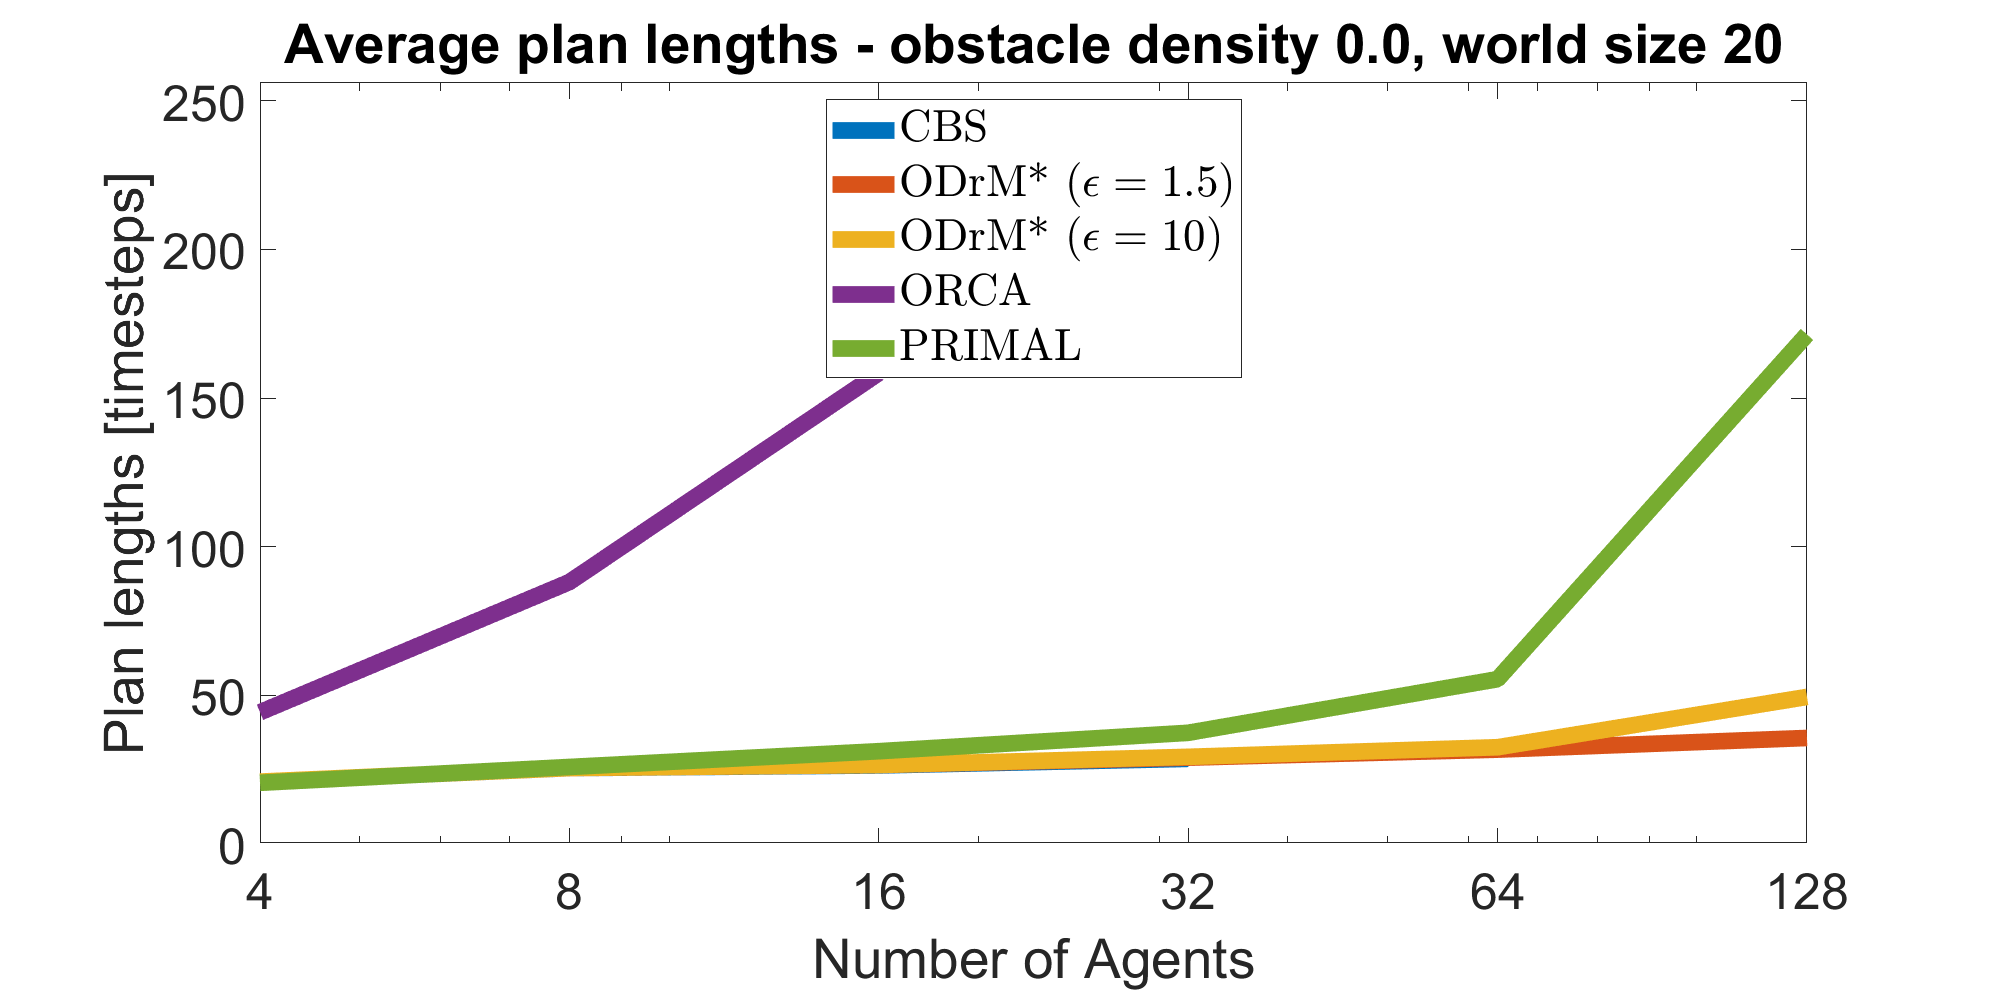 Average plan lengths - obstacle density 0.0, world size 20
Plan lengths [timesteps]
250
200
150
100
50
0
CBS
ODrM* (ϵ = 1.5)
ODrM* (ϵ = 10)
ORCA
PRIMAL
4 8 16 32 64 128
Number of Agents